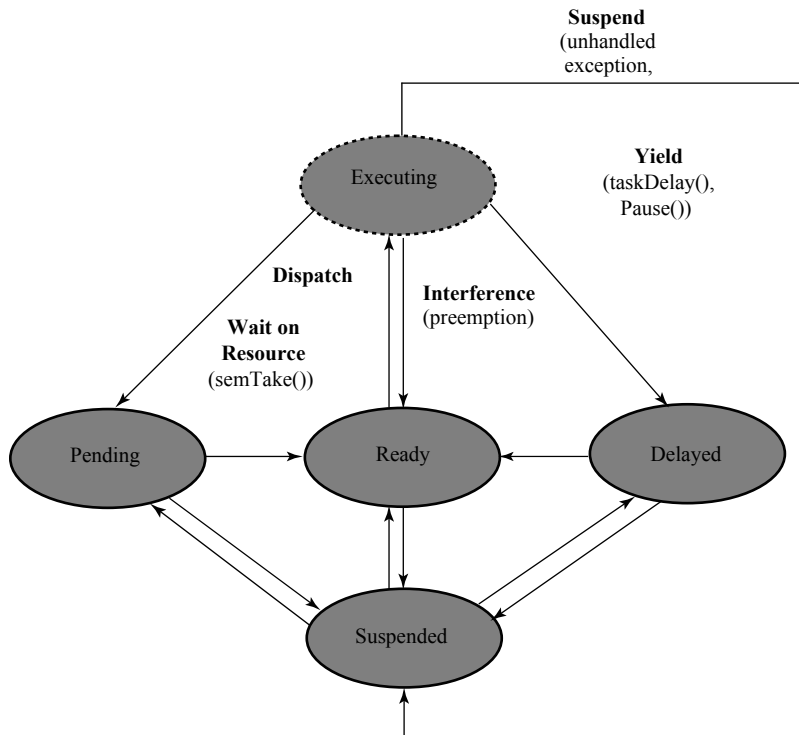 Suspend
(unhandled
exception,
Yield
(taskDelay(),
Pause())
Executing
Dispatch
Interference
(preemption)
Wait on
Resource
(semTake())
Pending
Ready
Delayed
Suspended